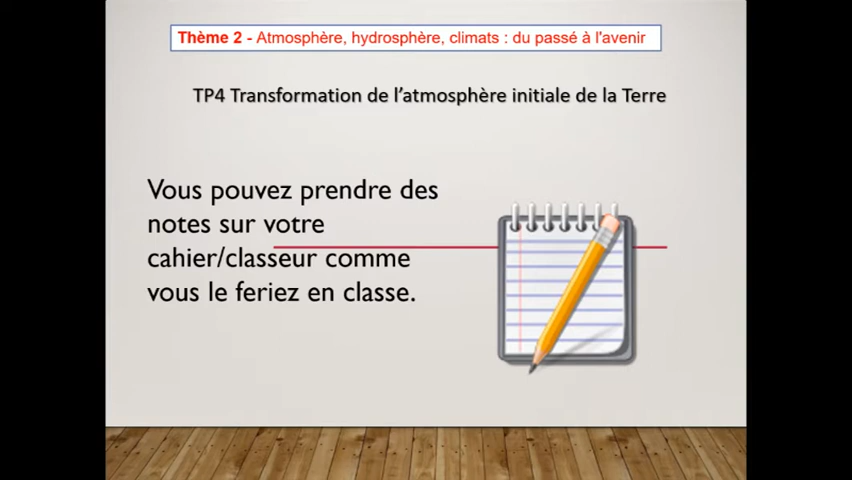 Thème 2 - Atmosphère, hydrosphère, climats : du passé à l'avenir
TP4 Transformation de l’atmosphère initiale de la Terre
Vous pouvez prendre des
notes sur votre
cahier/classeur comme
vous le feriez en classe.